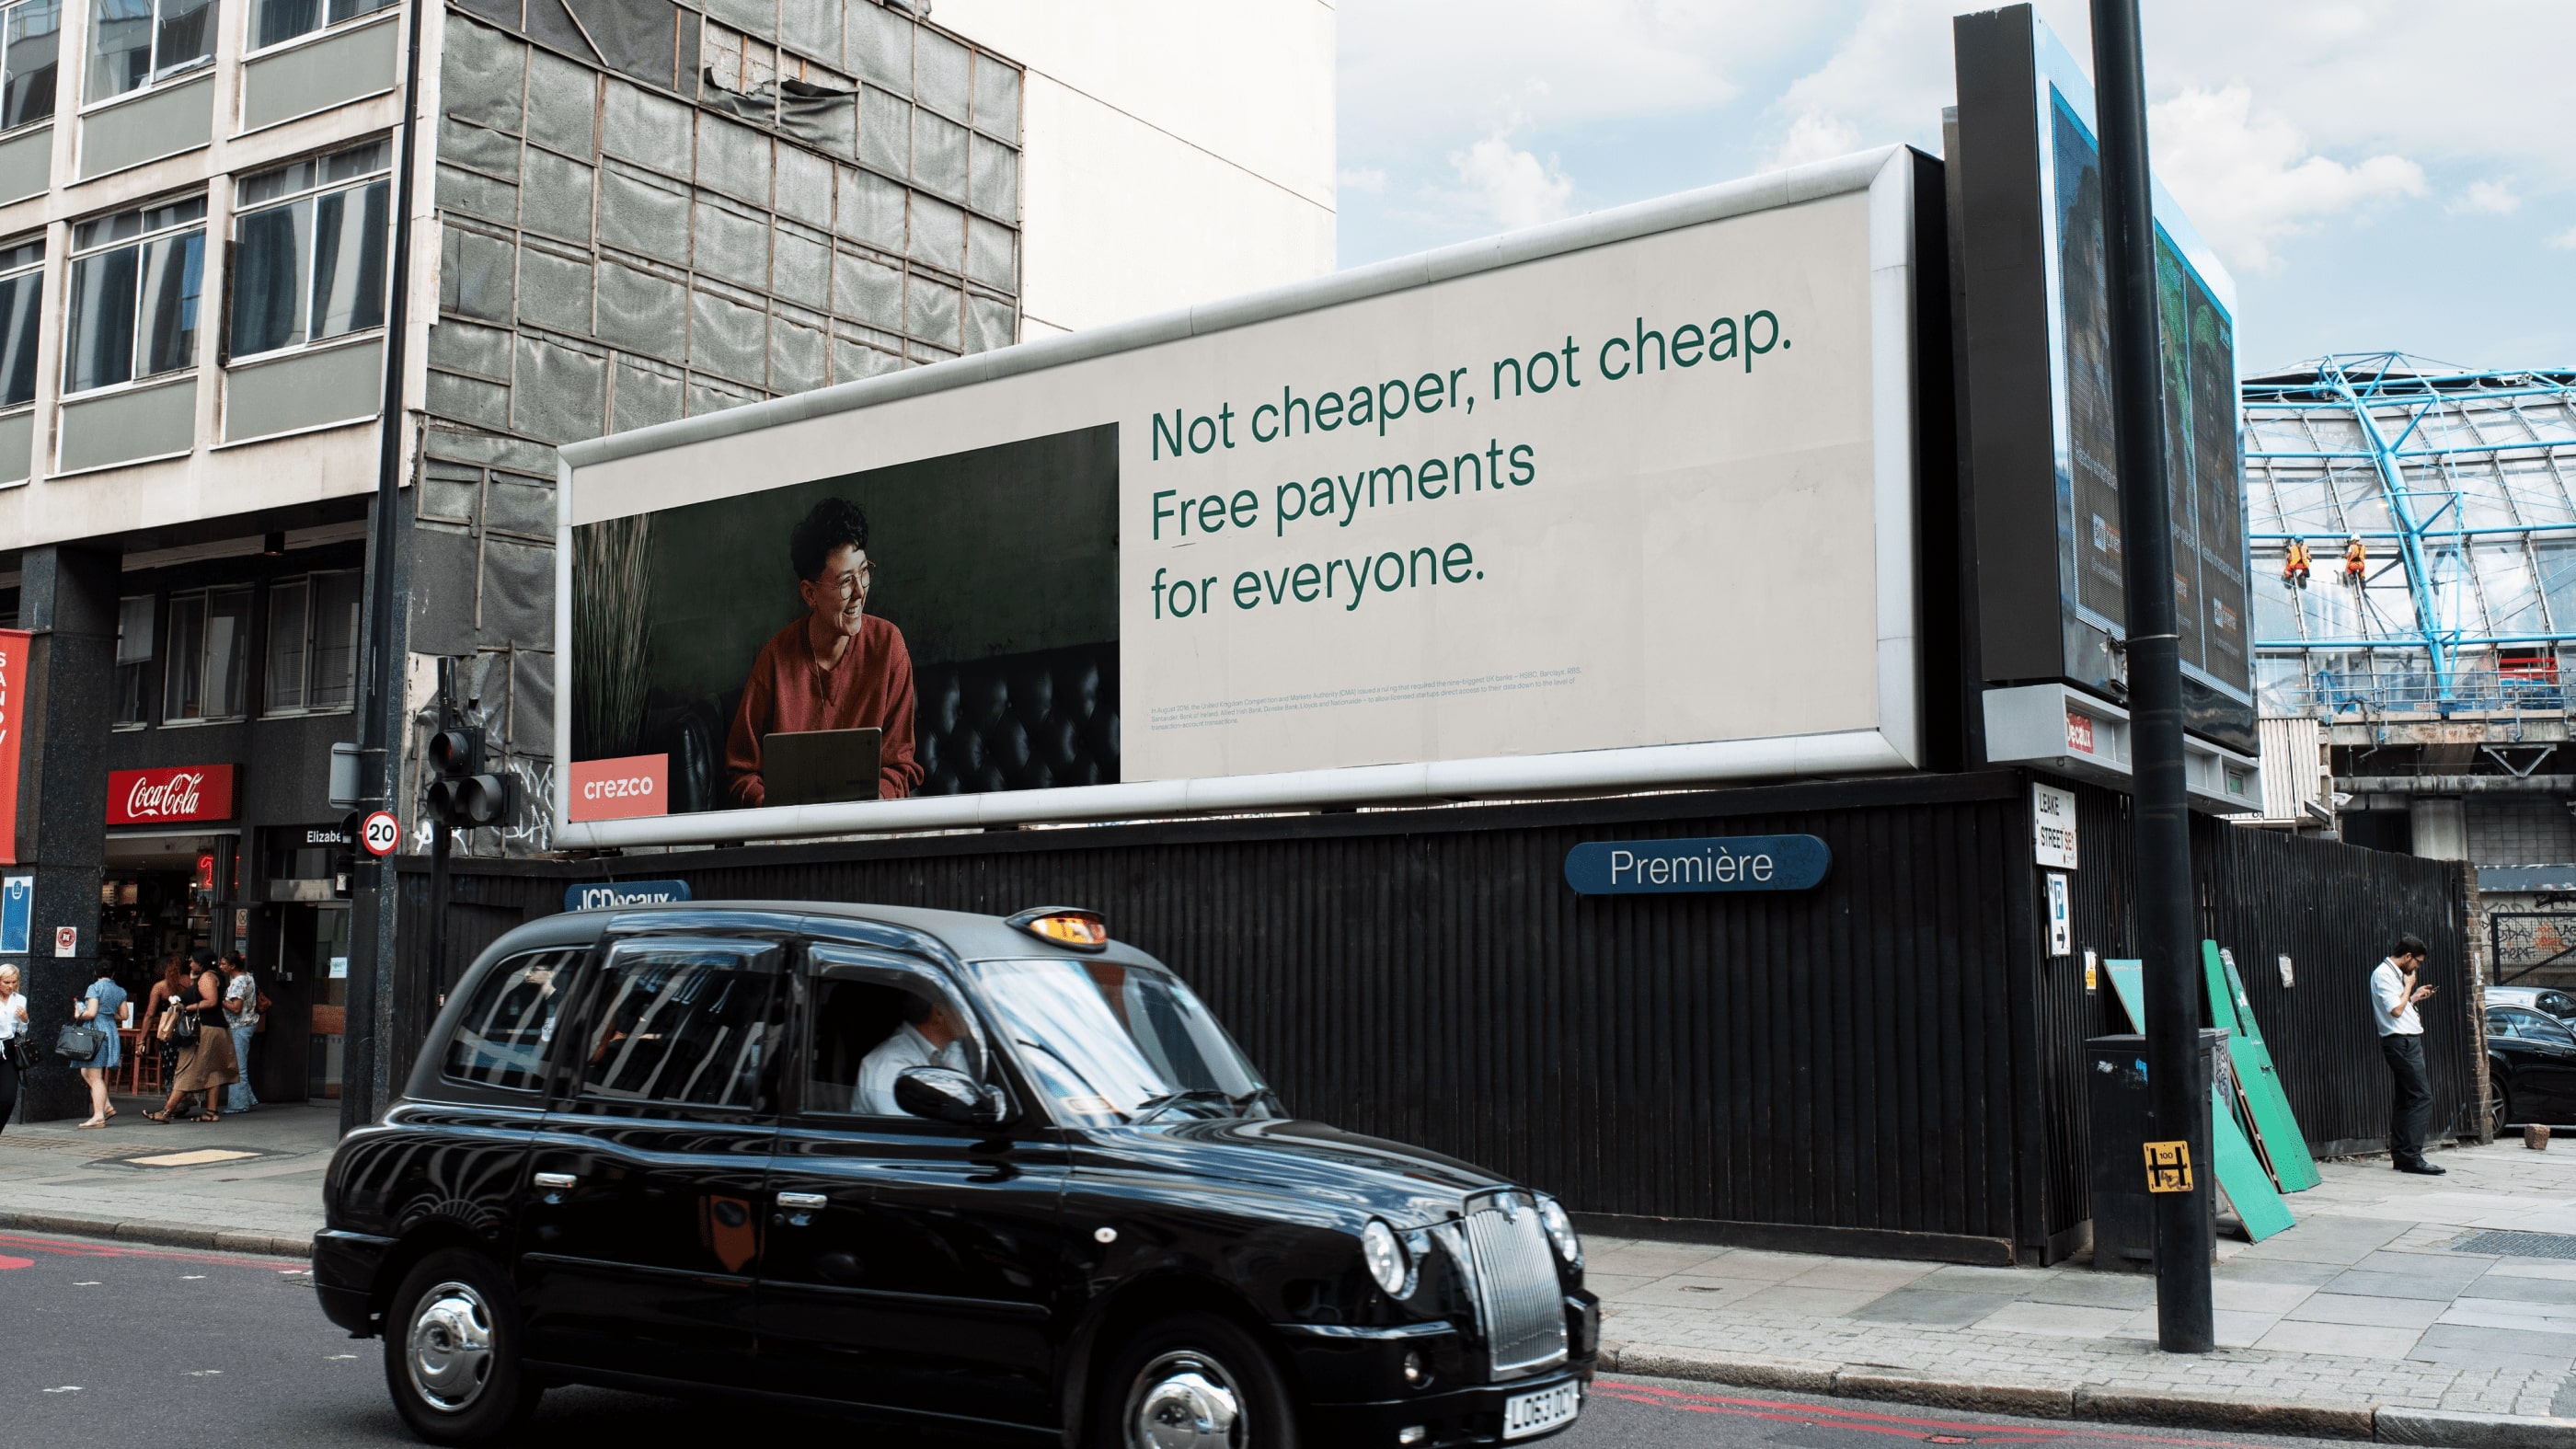 Not cheaper, not cheap.
Free payments
for everyone.
In August 2016, the United Kingdom Competition and Markets Authority (CMA) issued a ruling that required the nine-biggest UK banks – HSBC, Barclays, RBS,
Santander, Bank of Ireland, Allied Irish Bank, Danske Bank, Lloyds and Nationwide – to allow licensed startups direct access to their data down to the level of
transaction-account transactions.
crezco
Coca-Cola
Elizabe
20
JCDecaux
Première
Decaux
LEAKE
STREET SE1
P
100
H
LO63